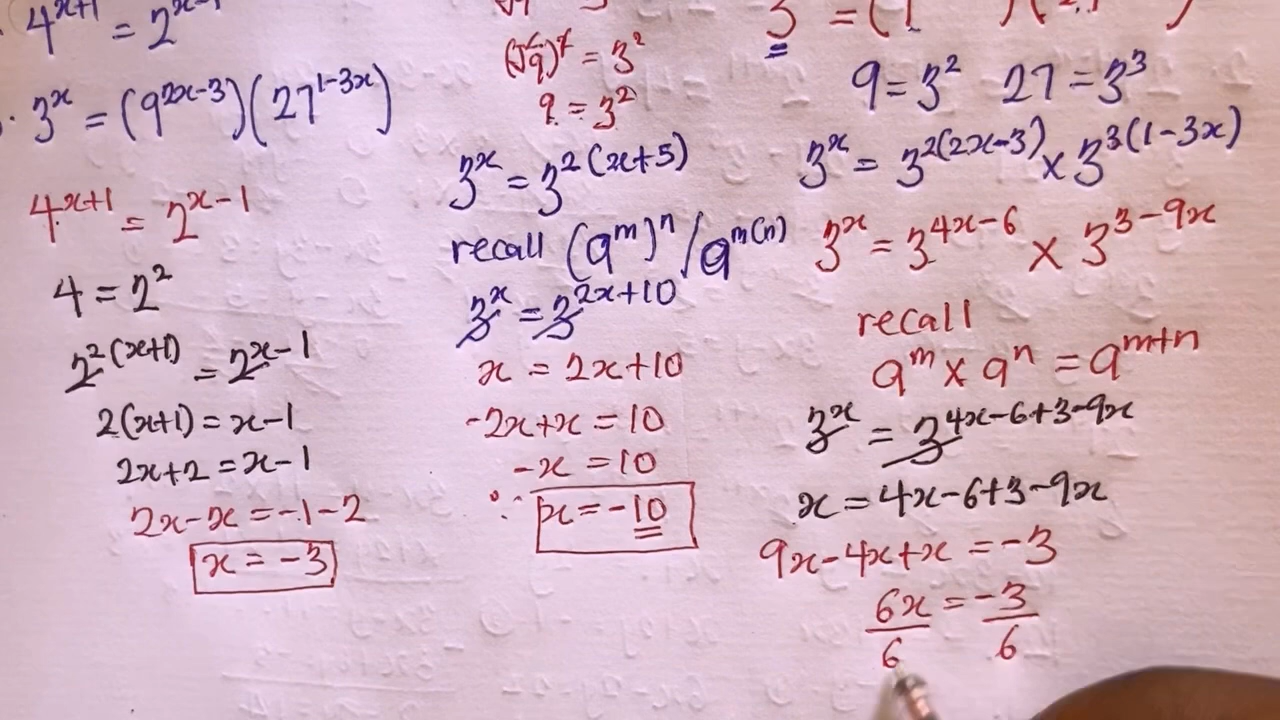 4^{x+1} = 2^{x-1}
3^x = (9^{2x-3})(27^{1-3x})
4^{x+1} = 2^{x-1}
4 = 2^2
2^{2(x+1)} = 2^{x-1}
2(x+1) = x-1
2x+2 = x-1
2x-x = -1-2
x = -3
= 3^2
9 = 3^2
3^x = 3^{2(x+5)}
recall (a^m)^n / a^{m(n)}
3^x = 3^{2x+10}
x = 2x+10
-2x+x = 10
-x = 10
∵ x = -10
9 = 3^2 27 = 3^3
3^x = 3^{2(2x-3)} × 3^{3(1-3x)}
3^x = 3^{4x-6} × 3^{3-9x}
recall
a^m × a^n = a^{m+n}
3^x = 3^{4x-6+3-9x}
x = 4x-6+3-9x
9x-4x+x = -3
6x = -3
6 6